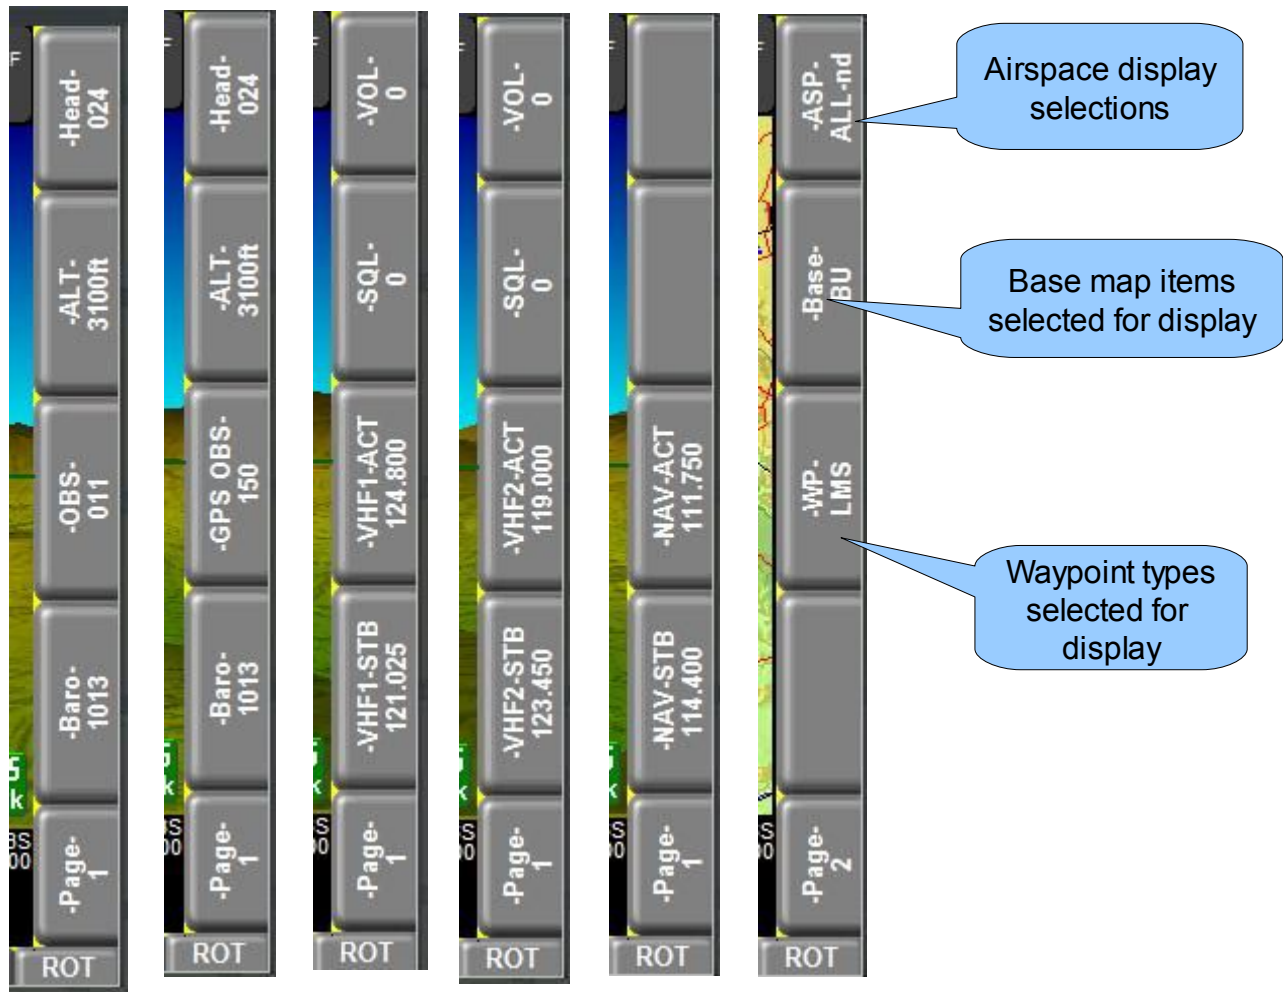 F
-Head-
024
-ALT-
3100ft
-OBS-
011
-Baro-
1013
-Page-
1
ROT
-Head-
024
-ALT-
3100ft
-GPS OBS-
150
-Baro-
1013
-Page-
1
ROT
-VOL-
0
-SQL-
0
-VHF1-ACT
124.800
-VHF1-STB
121.025
-Page-
1
ROT
-VOL-
0
-SQL-
0
-VHF2-ACT
119.000
-VHF2-STB
123.450
-Page-
1
ROT
-NAV-ACT
111.750
-NAV-STB
114.400
-Page-
1
ROT
-ASP-
ALL-nd
-Base-
BU
-WP-
LMS
-Page-
2
ROT
Airspace display
selections
Base map items
selected for display
Waypoint types
selected for
display